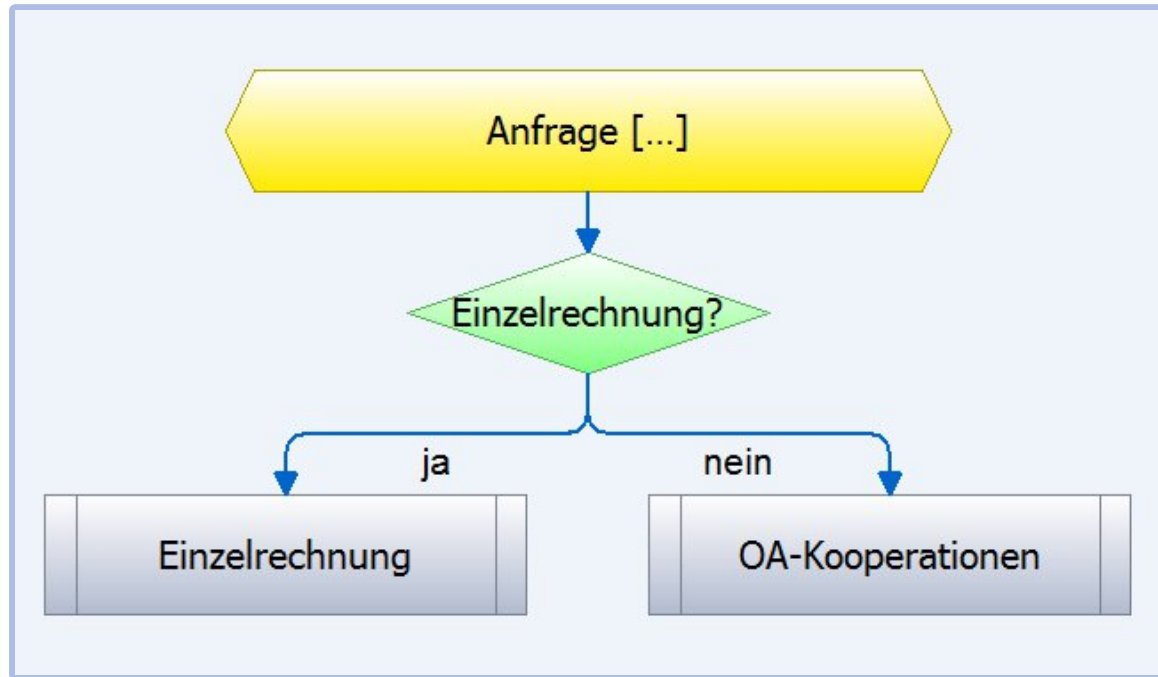 Anfrage [...]
Einzelrechnung?
ja
nein
Einzelrechnung
OA-Kooperationen